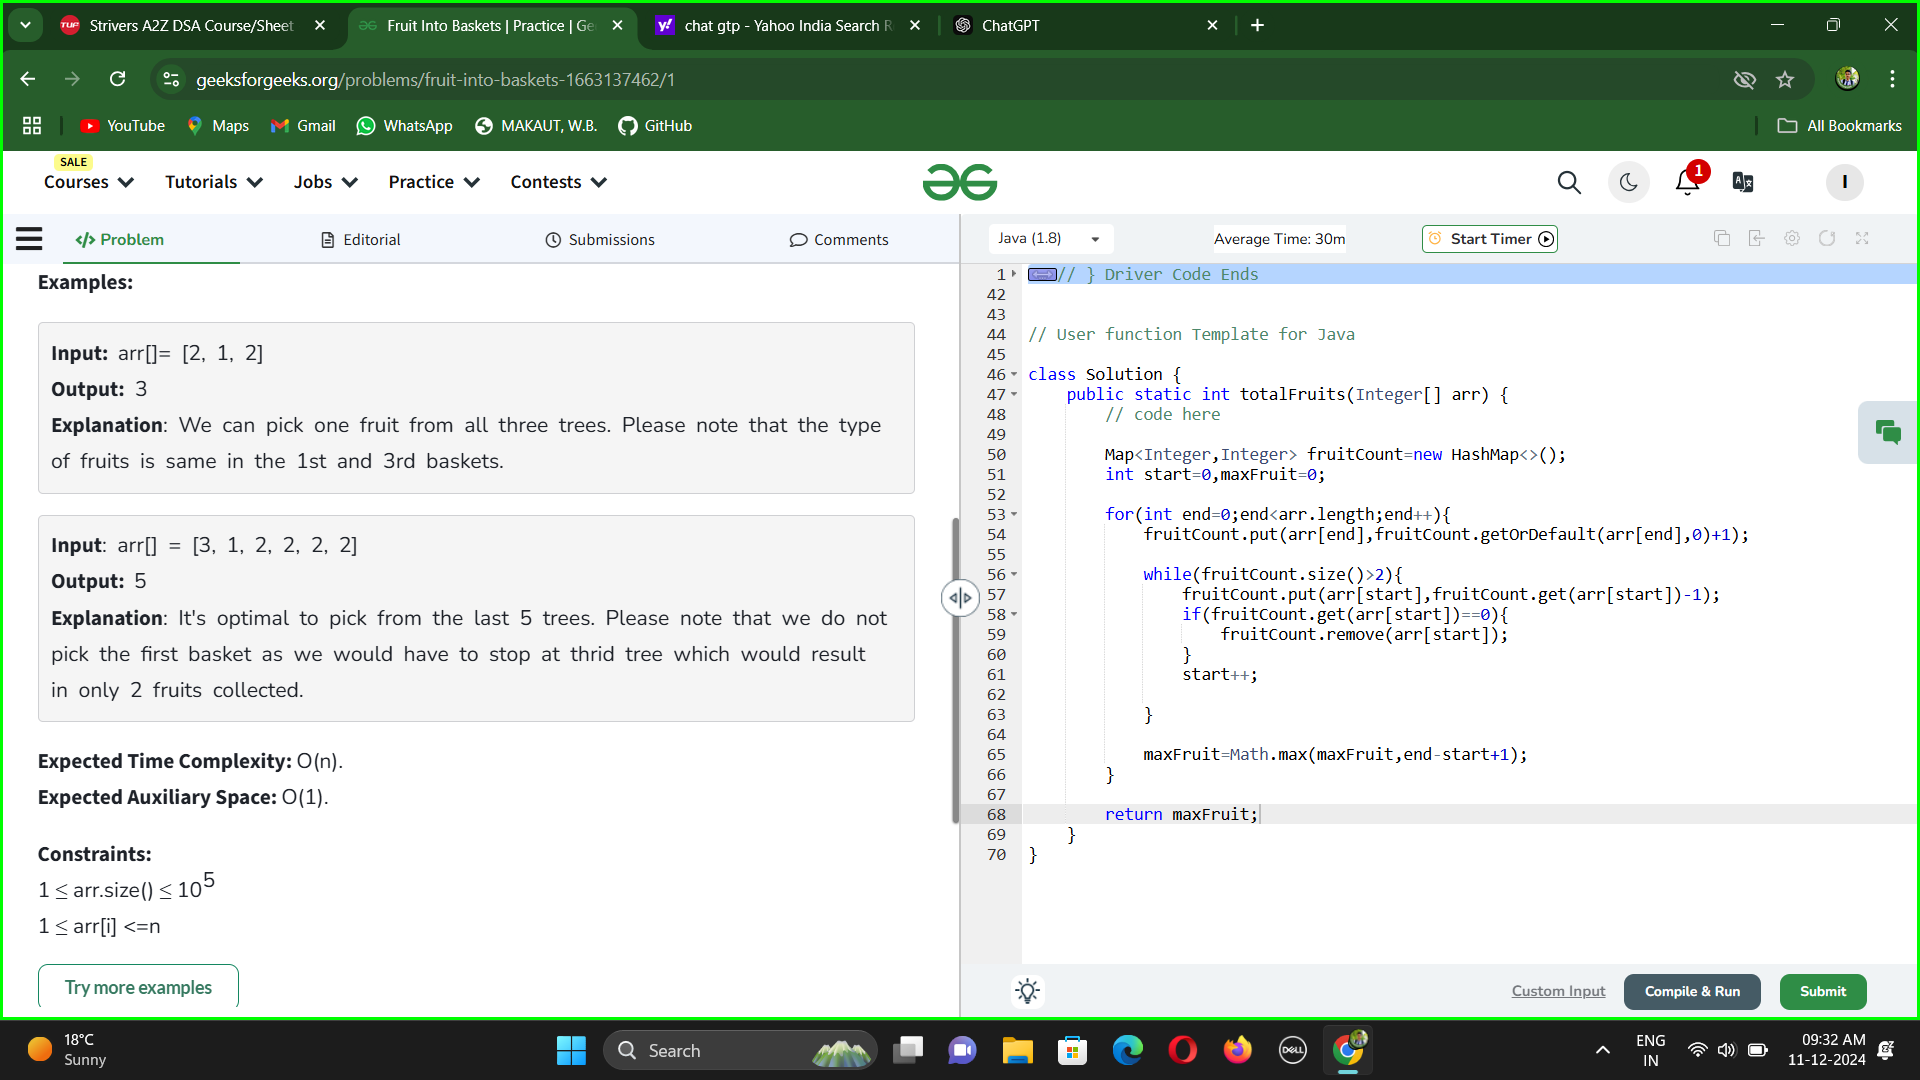 Strivers A2Z DSA Course/Sheet
Fruit Into Baskets | Practice | Ge
chat gtp - Yahoo India Search R
ChatGPT
geeksforgeeks.org/problems/fruit-into-baskets-1663137462/1
YouTube
Maps
Gmail
WhatsApp
MAKAUT, W.B.
GitHub
All Bookmarks
SALE
Courses
Tutorials
Jobs
Practice
Contests
1
I
</> Problem
Editorial
Submissions
Comments
Examples:
Input: arr[]= [2, 1, 2]
Output: 3
Explanation: We can pick one fruit from all three trees. Please note that the type
of fruits is same in the 1st and 3rd baskets.
Input: arr[] = [3, 1, 2, 2, 2, 2]
Output: 5
Explanation: It's optimal to pick from the last 5 trees. Please note that we do not
pick the first basket as we would have to stop at thrid tree which would result
in only 2 fruits collected.
Expected Time Complexity: O(n).
Expected Auxiliary Space: O(1).
Constraints:
1 ≤ arr.size() ≤ 10^5
1 ≤ arr[i] <=n
Try more examples
Java (1.8)
Average Time: 30m
Start Timer
1 // } Driver Code Ends
42
43
44 // User function Template for Java
45
46 class Solution {
47 public static int totalFruits(Integer[] arr) {
48 // code here
49
50 Map<Integer,Integer> fruitCount=new HashMap<>();
51 int start=0,maxFruit=0;
52
53 for(int end=0;end<arr.length;end++){
54 fruitCount.put(arr[end],fruitCount.getOrDefault(arr[end],0)+1);
55
56 while(fruitCount.size()>2){
57 fruitCount.put(arr[start],fruitCount.get(arr[start])-1);
58 if(fruitCount.get(arr[start])==0){
59 fruitCount.remove(arr[start]);
60 }
61 start++;
62
63 }
64
65 maxFruit=Math.max(maxFruit,end-start+1);
66 }
67
68 return maxFruit;
69 }
70 }
Custom Input
Compile & Run
Submit
18°C
Sunny
Search
DELL
ENG
IN
09:32 AM
11-12-2024